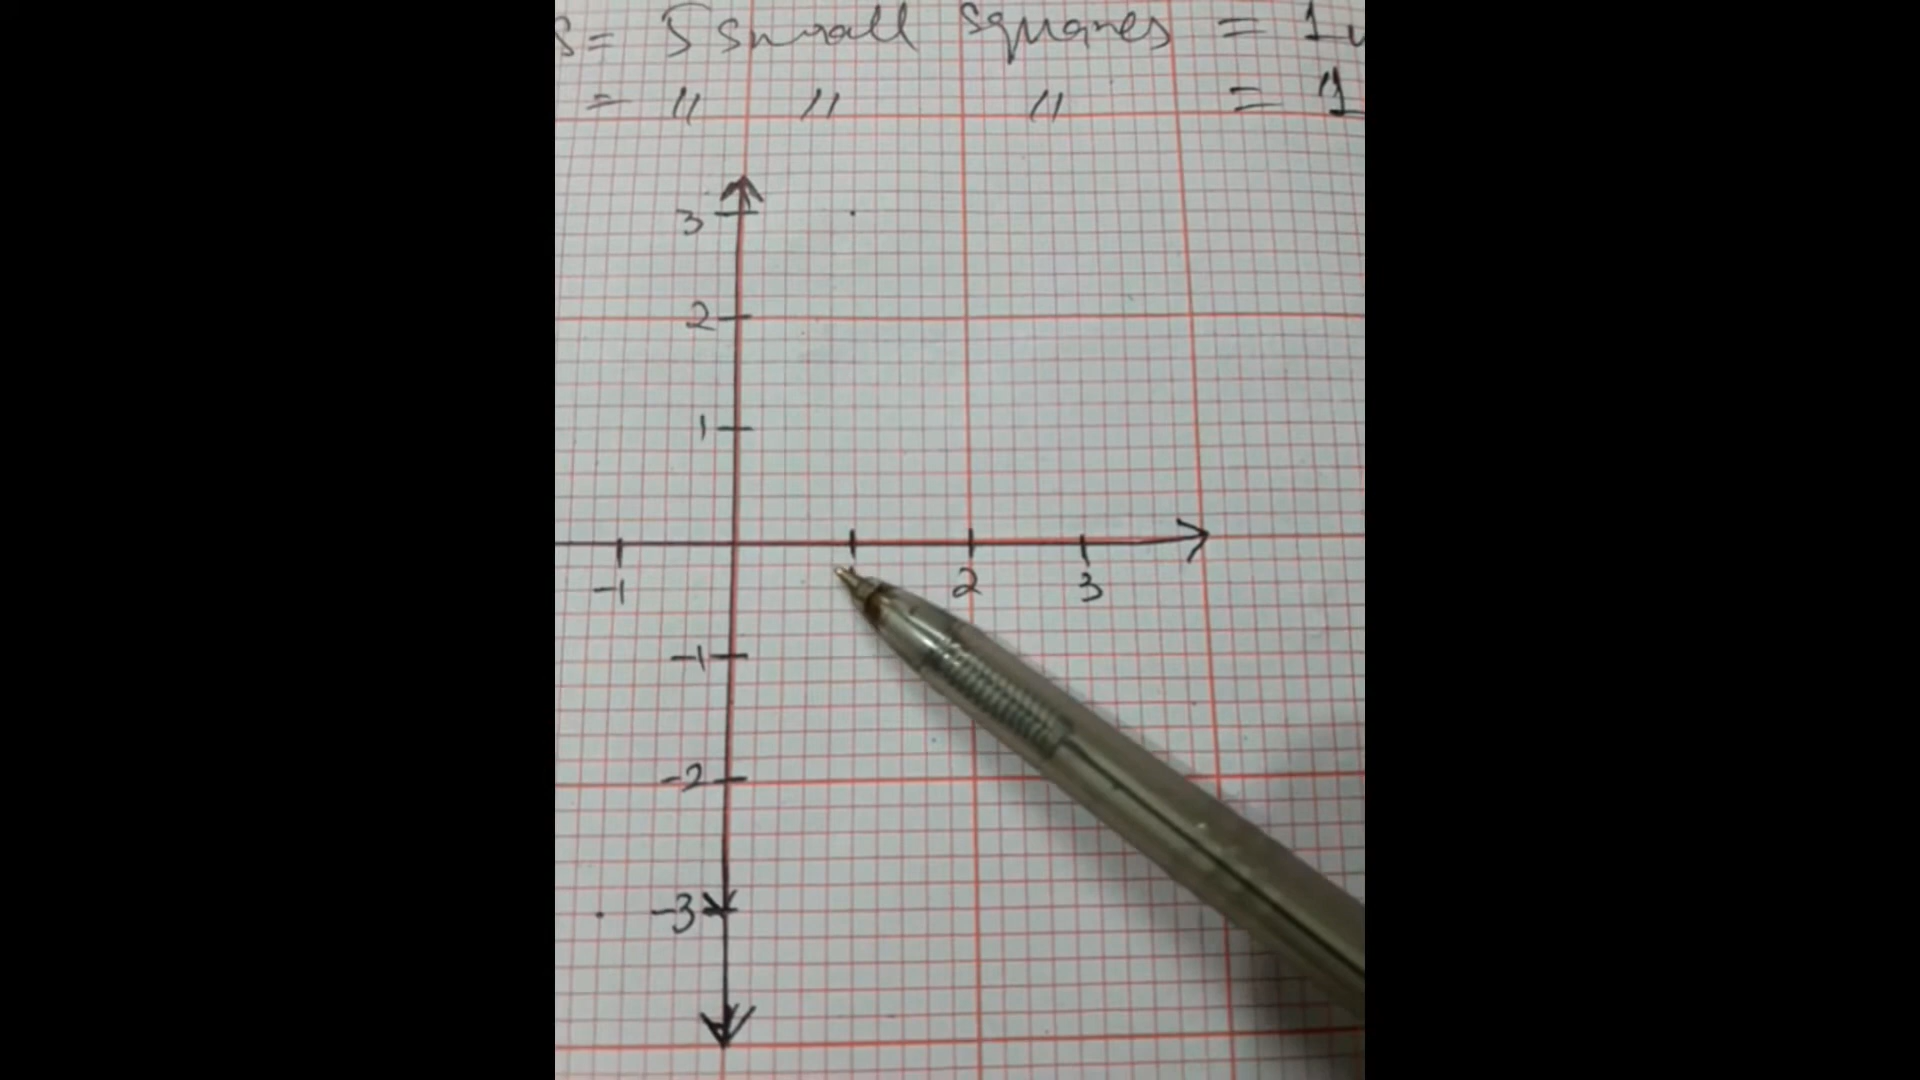 s = 5 small squares = 1
= " " " = 1
3
2
1
-1 2 3
-1
-2
-3